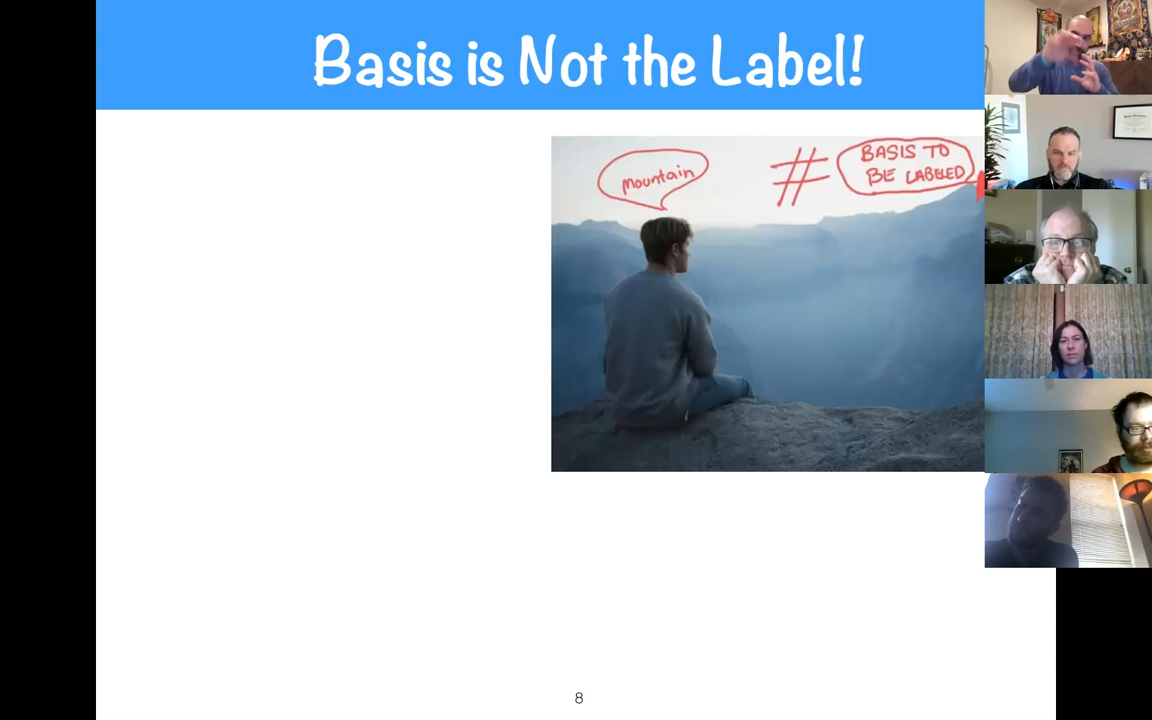 Basis is Not the Label!
mountain
#
BASIS TO
BE LABELED
8